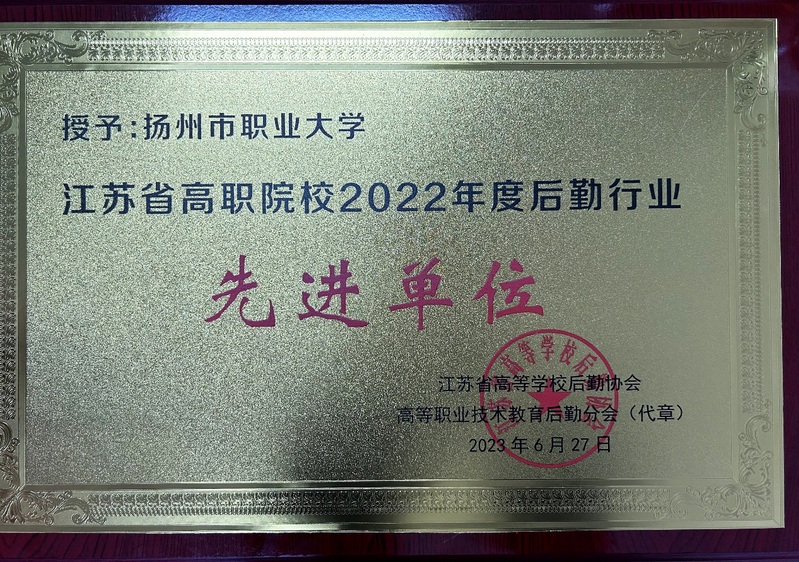 授予:扬州市职业大学
江苏省高职院校2022年度后勤行业
先进单位
江苏省高等学校后勤协会
高等职业技术教育后勤分会（代章）
2023年6月27日